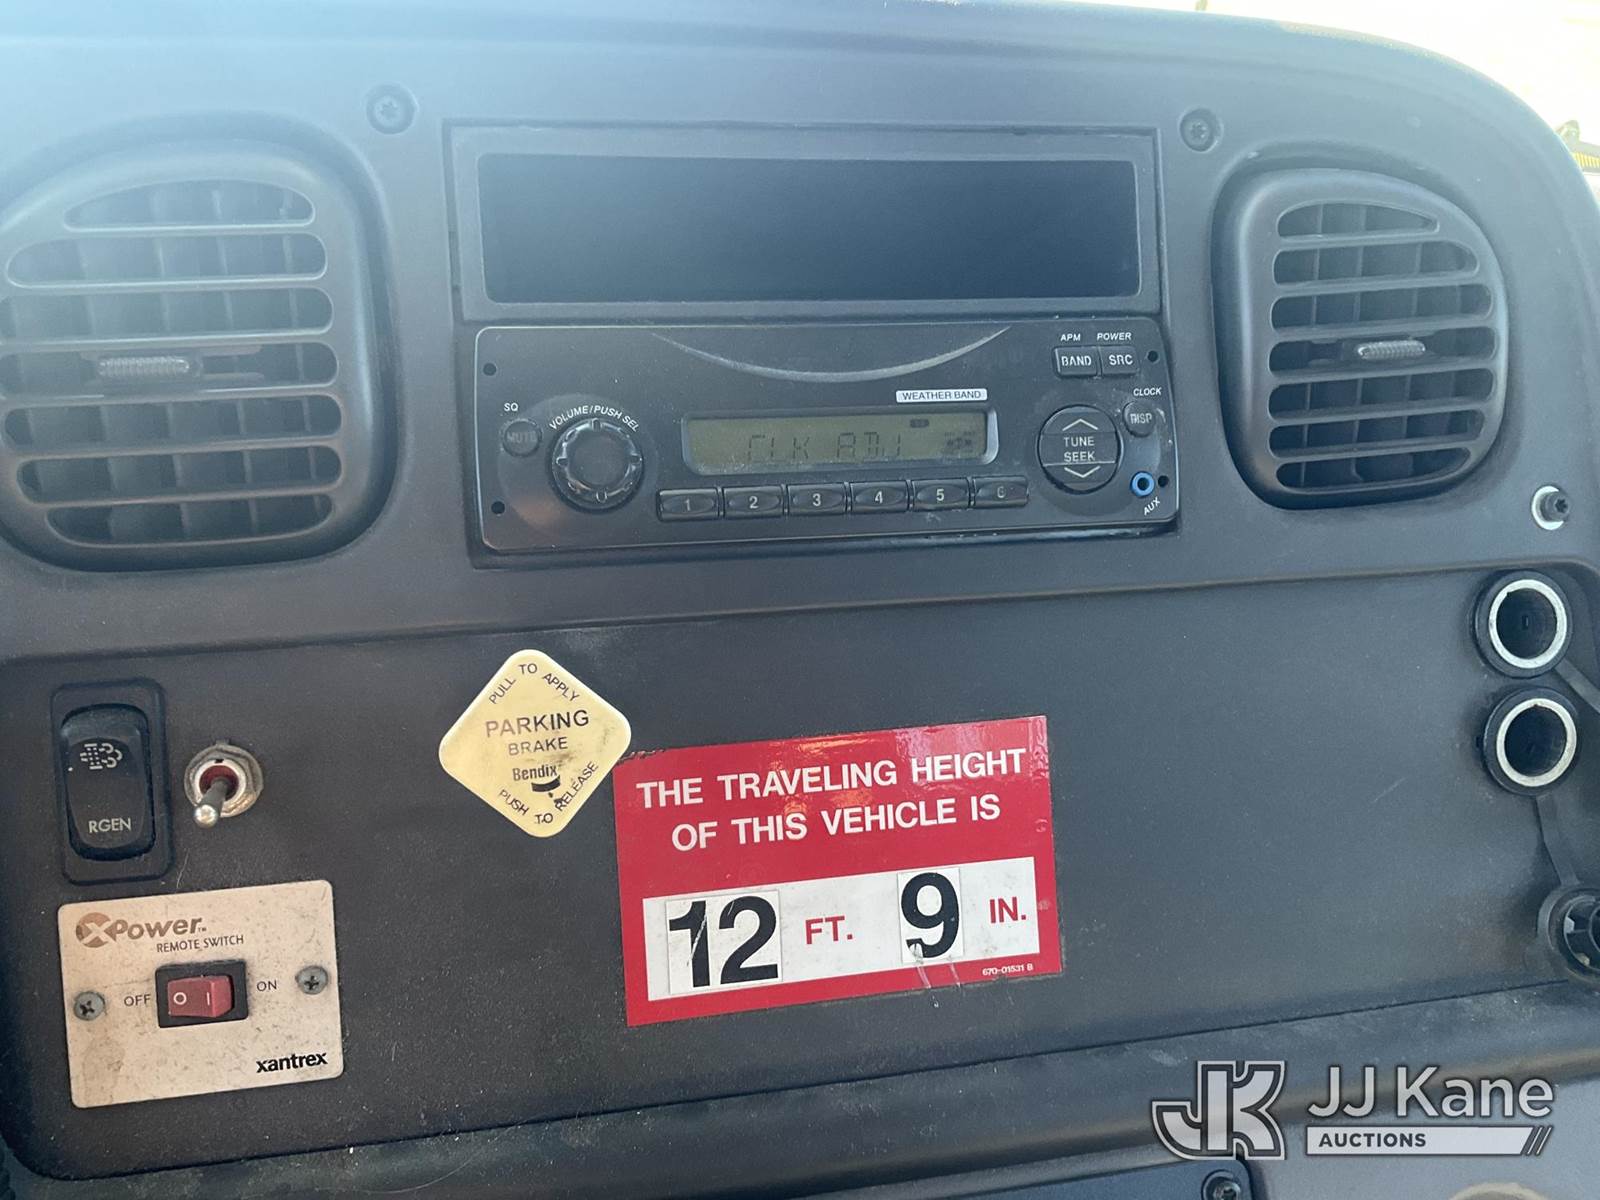 APM POWER
BAND SRC
WEATHER BAND
CLOCK
DISP
SQ
MUTE
VOLUME/PUSH SEL
CLK ADJ
TUNE
SEEK
1 2 3 4 5 6
AUX
RGEN
PULL TO APPLY
PARKING
BRAKE
Bendix
PUSH TO RELEASE
THE TRAVELING HEIGHT
OF THIS VEHICLE IS
12 FT. 9 IN.
670-01531 B
XPower™
REMOTE SWITCH
OFF ON
xantrex
JK JJ Kane
AUCTIONS